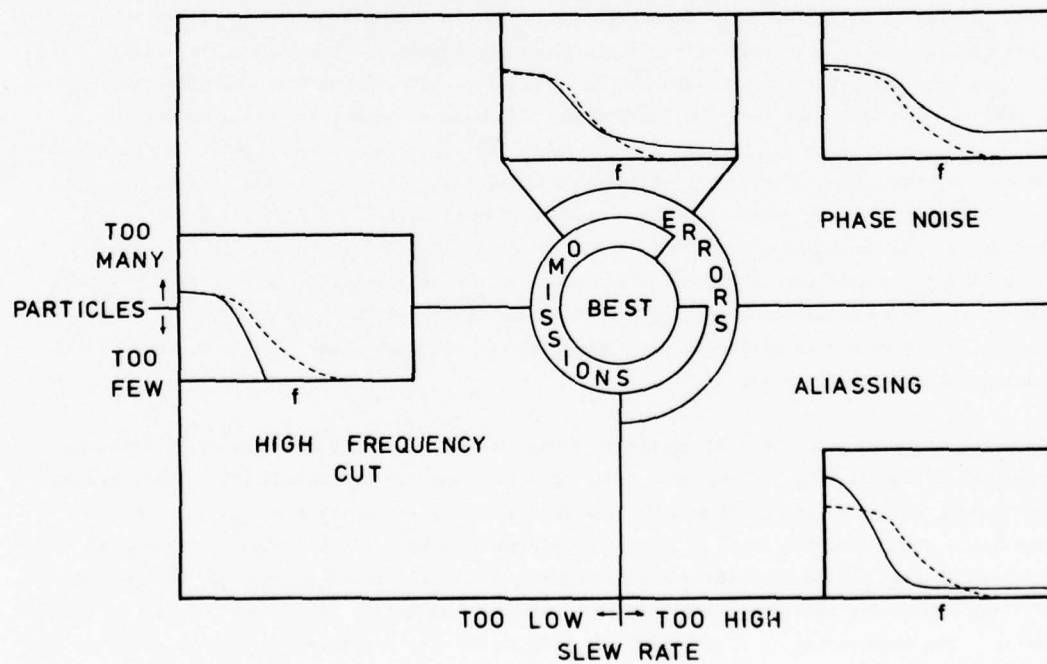 f
f
PHASE NOISE
TOO
MANY
PARTICLES
TOO
FEW
f
HIGH FREQUENCY
CUT
OMISSIONS
ERRORS
BEST
ALIASSING
f
TOO LOW
TOO HIGH
SLEW RATE